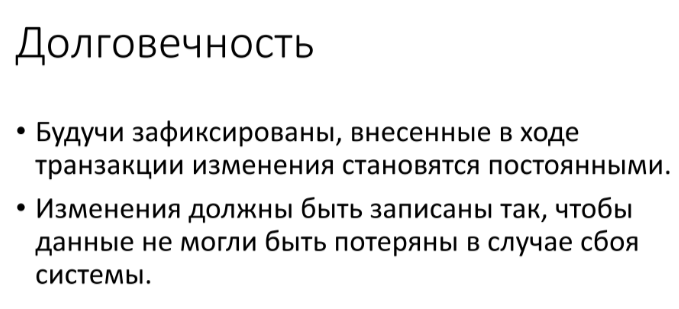 Долговечность
• Будучи зафиксированы, внесенные в ходе
транзакции изменения становятся постоянными.
• Изменения должны быть записаны так, чтобы
данные не могли быть потеряны в случае сбоя
системы.